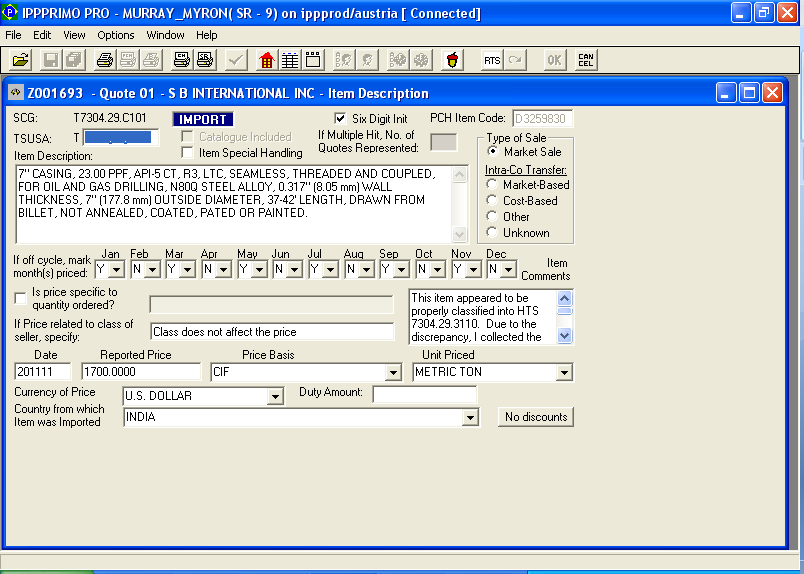 IPPPRIMO PRO - MURRAY_MYRON( SR - 9) on ippprod/austria [ Connected]
File Edit View Options Window Help
EH SR RTS OK CAN CEL
Z001693 - Quote 01 - S B INTERNATIONAL INC - Item Description
SCG: T7304.29.C101 IMPORT Six Digit Init PCH Item Code: D3259830
TSUSA: T Catalogue Included If Multiple Hit, No. of Quotes Represented:
Item Special Handling
Type of Sale
Market Sale
Intra-Co Transfer:
Market-Based
Cost-Based
Other
Unknown
Item Description:
7" CASING, 23.00 PPF, API-5 CT, R3, LTC, SEAMLESS, THREADED AND COUPLED,
FOR OIL AND GAS DRILLING, N80Q STEEL ALLOY, 0.317" (8.05 mm) WALL
THICKNESS, 7" (177.8 mm) OUTSIDE DIAMETER, 37-42' LENGTH, DRAWN FROM
BILLET, NOT ANNEALED, COATED, PATED OR PAINTED.
Jan Feb Mar Apr May Jun Jul Aug Sep Oct Nov Dec
If off cycle, mark
month(s) priced: Y N Y N Y N Y N Y N Y N
Item
Comments
Is price specific to
quantity ordered?
This item appeared to be
properly classified into HTS
7304.29.3110. Due to the
discrepancy, I collected the
If Price related to class of
seller, specify: Class does not affect the price
Date Reported Price Price Basis Unit Priced
201111 1700.0000 CIF METRIC TON
Currency of Price U.S. DOLLAR Duty Amount:
Country from which
Item was Imported INDIA No discounts